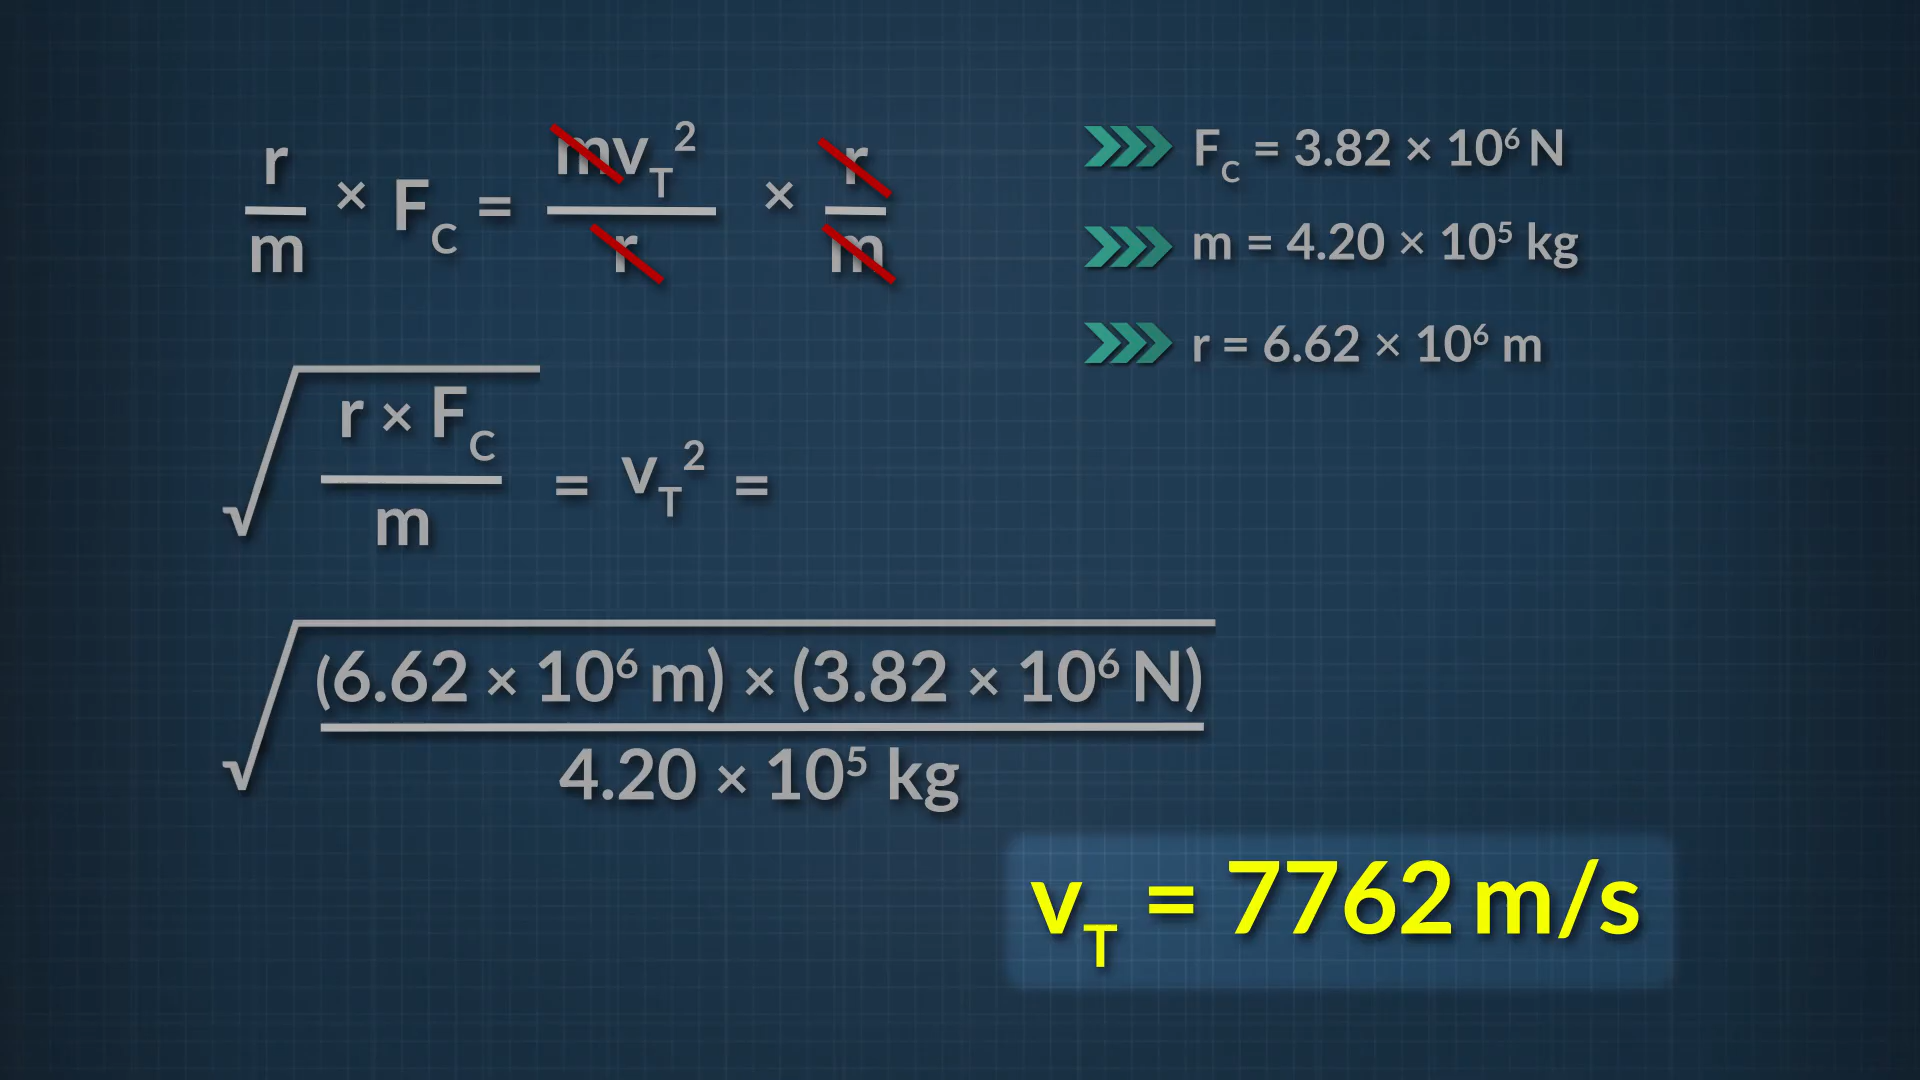 r/m × F_C = mv_T²/r × r/m
F_C = 3.82 × 10⁶ N
m = 4.20 × 10⁵ kg
r = 6.62 × 10⁶ m
√(r × F_C / m) = v_T² =
√((6.62 × 10⁶ m) × (3.82 × 10⁶ N) / 4.20 × 10⁵ kg)
v_T = 7762 m/s